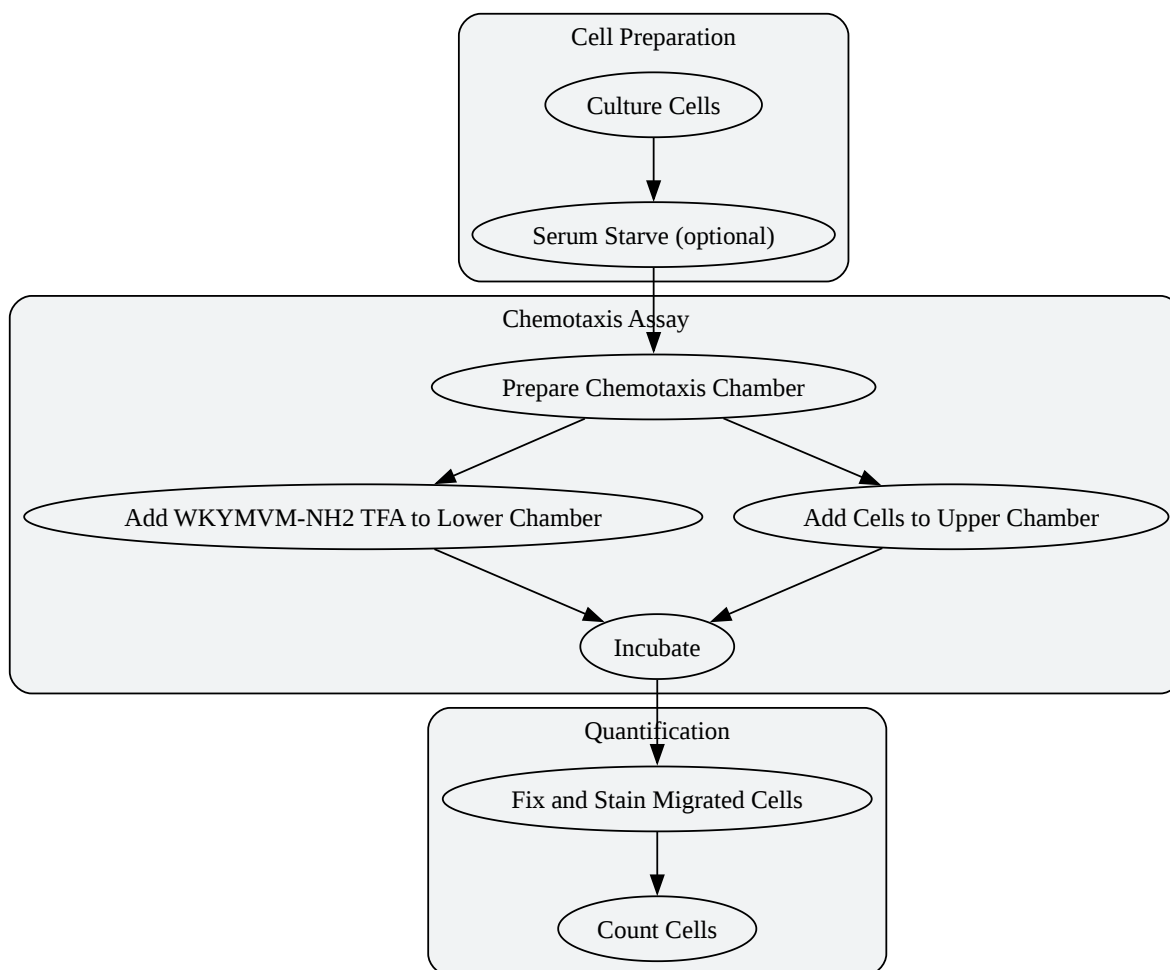 Cell Preparation
Culture Cells
Serum Starve (optional)
Chemotaxis Assay
Prepare Chemotaxis Chamber
Add WKYMVM-NH2 TFA to Lower Chamber
Add Cells to Upper Chamber
Incubate
Quantification
Fix and Stain Migrated Cells
Count Cells